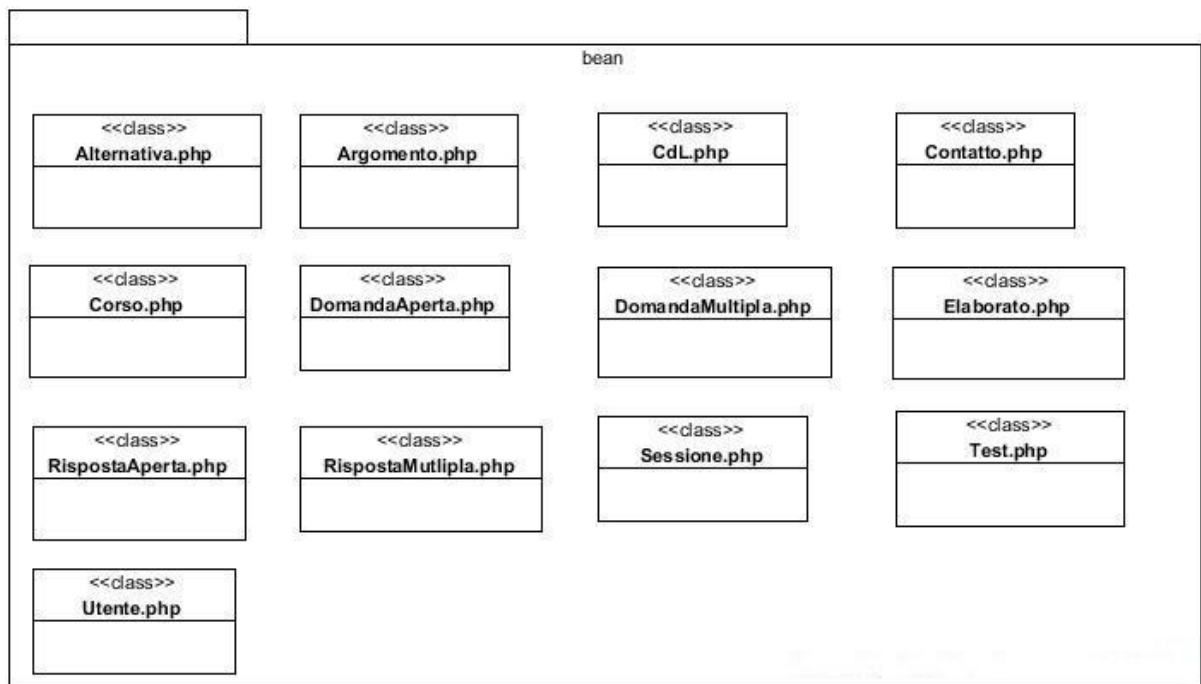 bean
<<class>>
Alternativa.php
<<class>>
Argomento.php
<<class>>
CdL.php
<<class>>
Contatto.php
<<class>>
Corso.php
<<class>>
DomandaAperta.php
<<class>>
DomandaMultipla.php
<<class>>
Elaborato.php
<<class>>
RispostaAperta.php
<<class>>
RispostaMutlipla.php
<<class>>
Sessione.php
<<class>>
Test.php
<<class>>
Utente.php